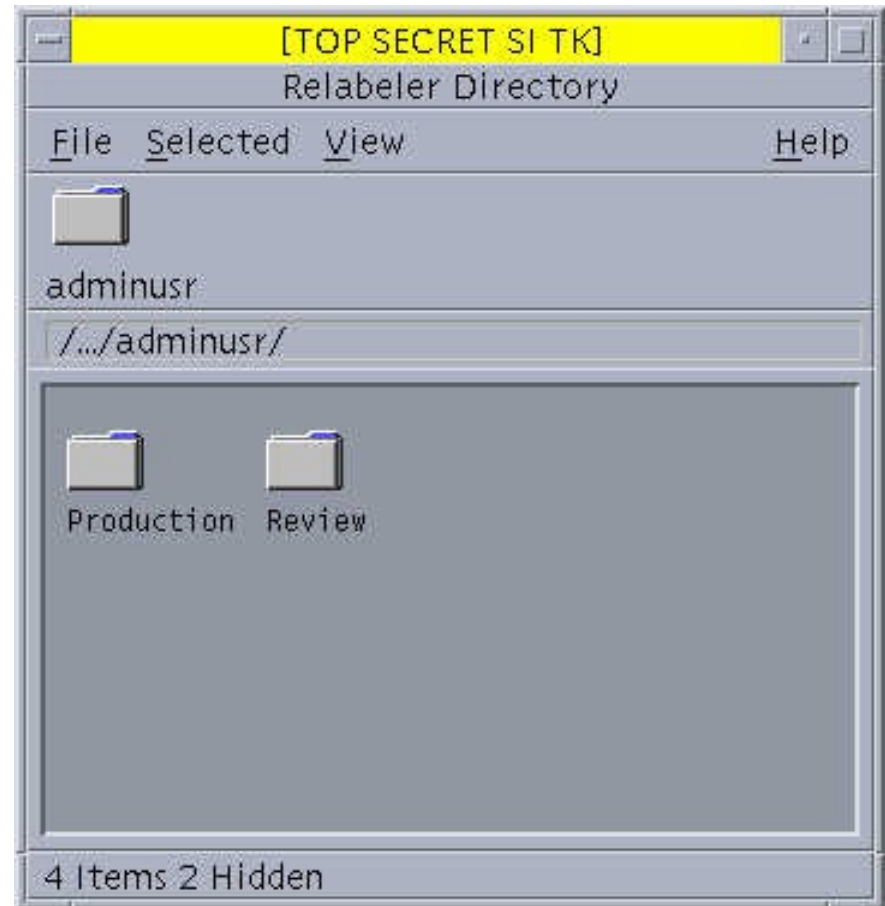 [TOP SECRET SI TK]
Relabeler Directory
File Selected View Help
adminusr
/.../adminusr/
Production Review
4 Items 2 Hidden